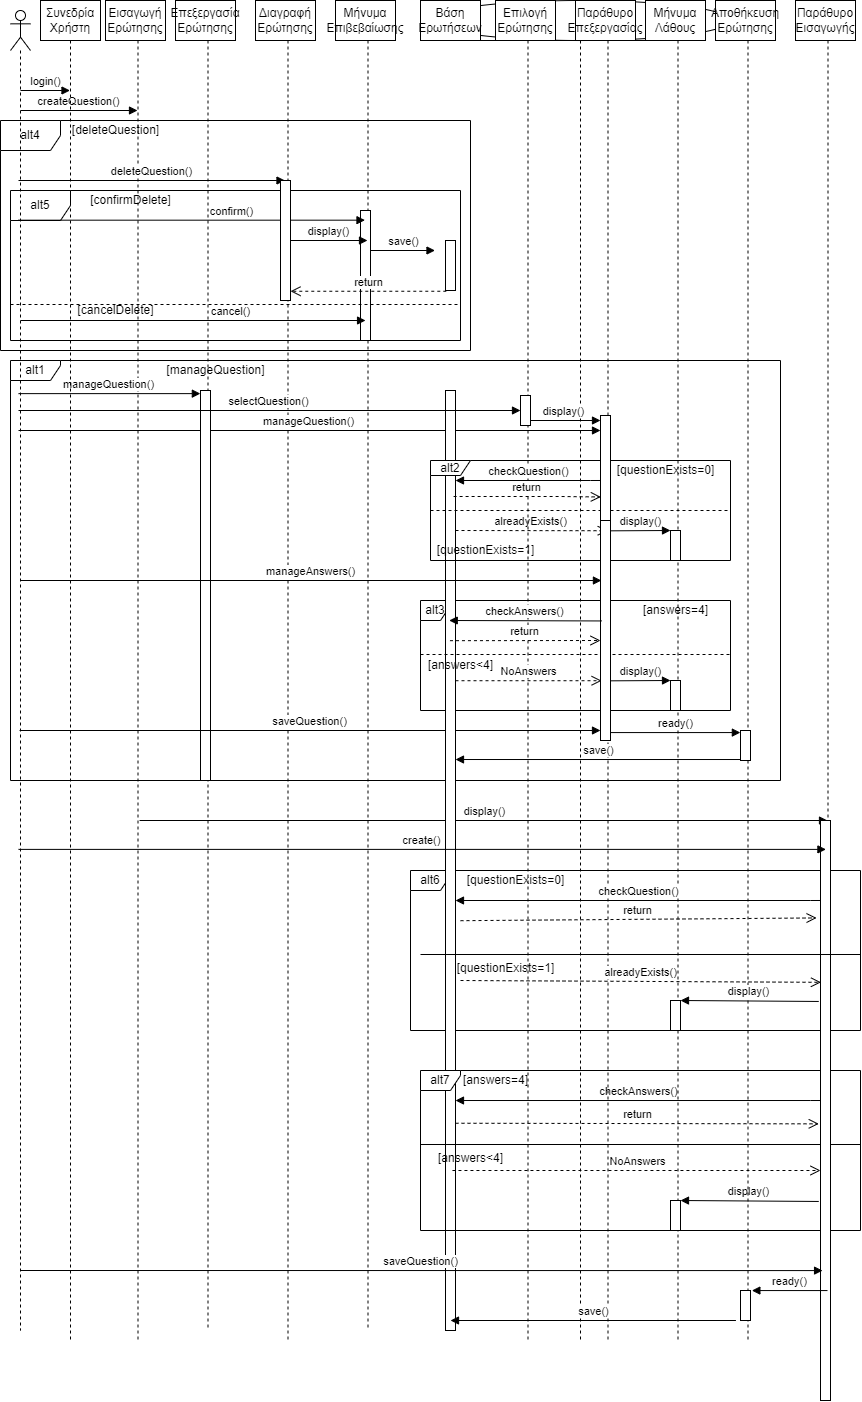 Συνεδρία
Χρήστη
Εισαγωγή
Ερώτησης
Επεξεργασία
Ερώτησης
Διαγραφή
Ερώτησης
Μήνυμα
Επιβεβαίωσης
Βάση
Ερωτήσεων
Επιλογή
Ερώτησης
Παράθυρο
Επεξεργασίας
Μήνυμα
Λάθους
Αποθήκευση
Ερώτησης
Παράθυρο
Εισαγωγής
login()
createQuestion()
alt4
[deleteQuestion]
deleteQuestion()
alt5
[confirmDelete]
confirm()
display()
save()
return
[cancelDelete]
cancel()
alt1
[manageQuestion]
manageQuestion()
selectQuestion()
display()
manageQuestion()
alt2
checkQuestion()
[questionExists=0]
return
alreadyExists()
display()
[questionExists=1]
manageAnswers()
alt3
checkAnswers()
[answers=4]
return
[answers<4]
NoAnswers
display()
saveQuestion()
ready()
save()
display()
create()
alt6
[questionExists=0]
checkQuestion()
return
[questionExists=1]
alreadyExists()
display()
alt7
[answers=4]
checkAnswers()
return
[answers<4]
NoAnswers
display()
saveQuestion()
ready()
save()